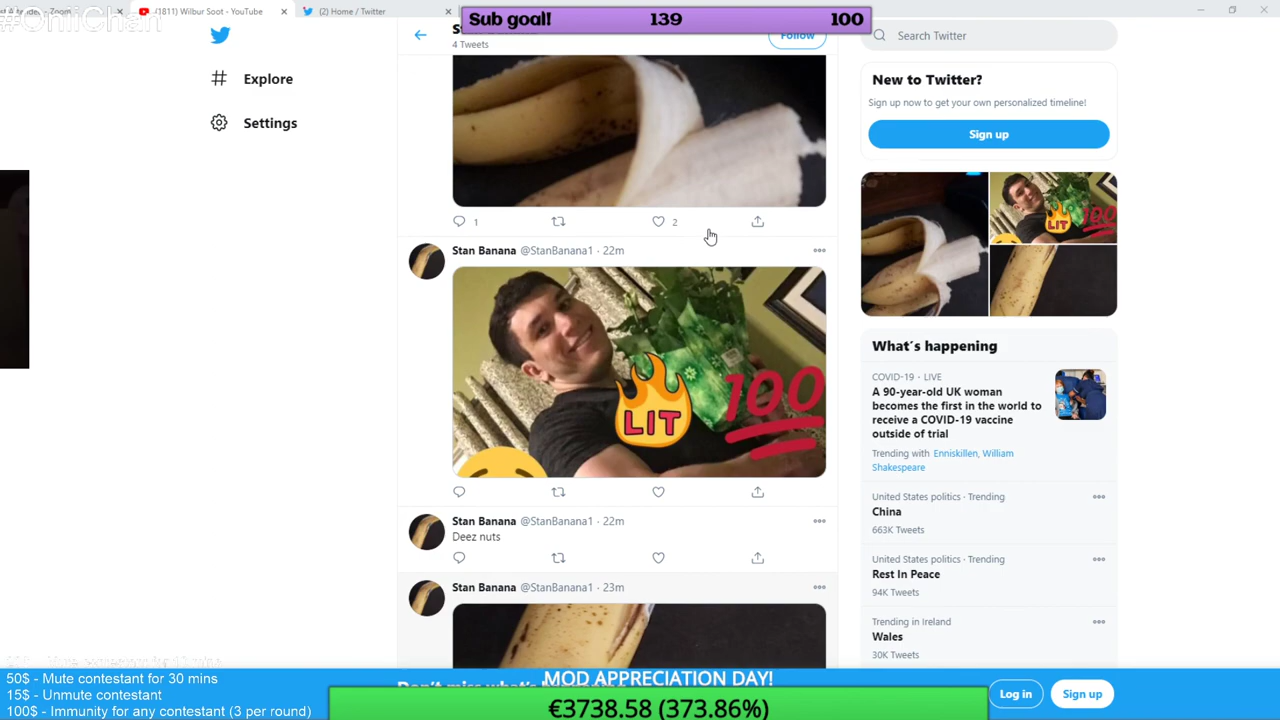 (1811) Wilbur Soot - YouTube
(2) Home / Twitter
#OniiChan
Sub goal! 139 100
4 Tweets
Follow
Search Twitter
Explore
Settings
New to Twitter?
Sign up now to get your own personalized timeline!
Sign up
1
2
Stan Banana @StanBanana1 · 22m
LIT
100
Stan Banana @StanBanana1 · 22m
Deez nuts
Stan Banana @StanBanana1 · 23m
LIT
100
What's happening
COVID-19 · LIVE
A 90-year-old UK woman
becomes the first in the world to
receive a COVID-19 vaccine
outside of trial
Trending with Enniskillen, William
Shakespeare
United States politics · Trending
China
663K Tweets
United States politics · Trending
Rest In Peace
94K Tweets
Trending in Ireland
Wales
30K Tweets
50$ - Mute contestant for 30 mins
15$ - Unmute contestant
100$ - Immunity for any contestant (3 per round)
MOD APPRECIATION DAY!
€3738.58 (373.86%)
Log in
Sign up